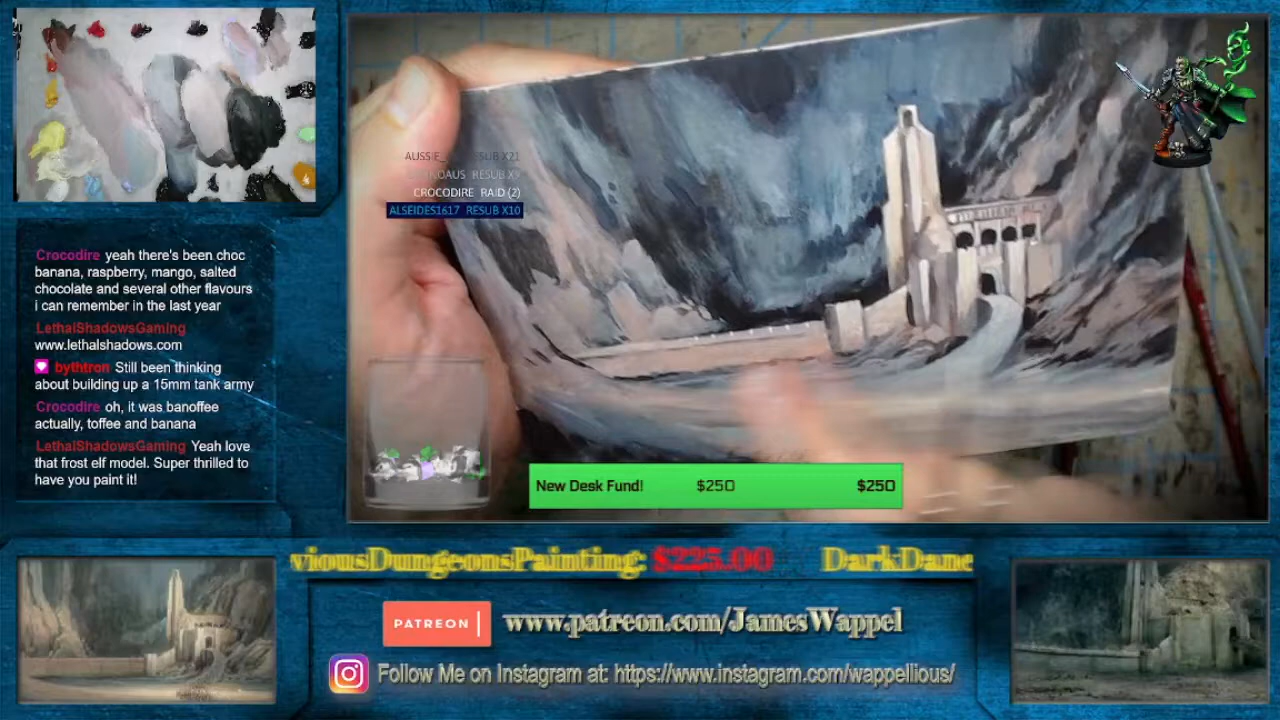 AUSSIE_ RESUB X21
NOAUS RESUB X9
CROCODIRE RAID (2)
ALSEIDES1617 RESUB X10
Crocodire yeah there's been choc
banana, raspberry, mango, salted
chocolate and several other flavours
i can remember in the last year
LethalShadowsGaming
www.lethalshadows.com
bythtron Still been thinking
about building up a 15mm tank army
Crocodire oh, it was banoffee
actually, toffee and banana
LethalShadowsGaming Yeah love
that frost elf model. Super thrilled to
have you paint it!
New Desk Fund! $250 $250
viousDungeonsPainting: $225.00 DarkDane
PATREON www.patreon.com/JamesWappel
Follow Me on Instagram at: https://www.instagram.com/wappellious/